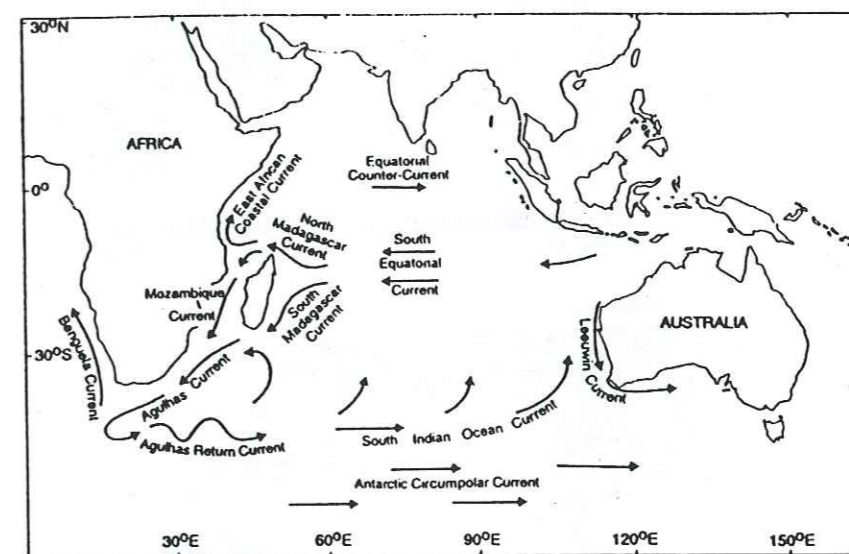 30°N
AFRICA
Equatorial
Counter-Current
0°
East African
Coastal Current
North
Madagascar
Current
South
Equatorial
Current
Mozambique
Current
South
Madagascar
Current
Benguela Current
Leeuwin Current
AUSTRALIA
30°S
Agulhas Current
Agulhas Return Current
South Indian Ocean Current
Antarctic Circumpolar Current
30°E
60°E
90°E
120°E
150°E